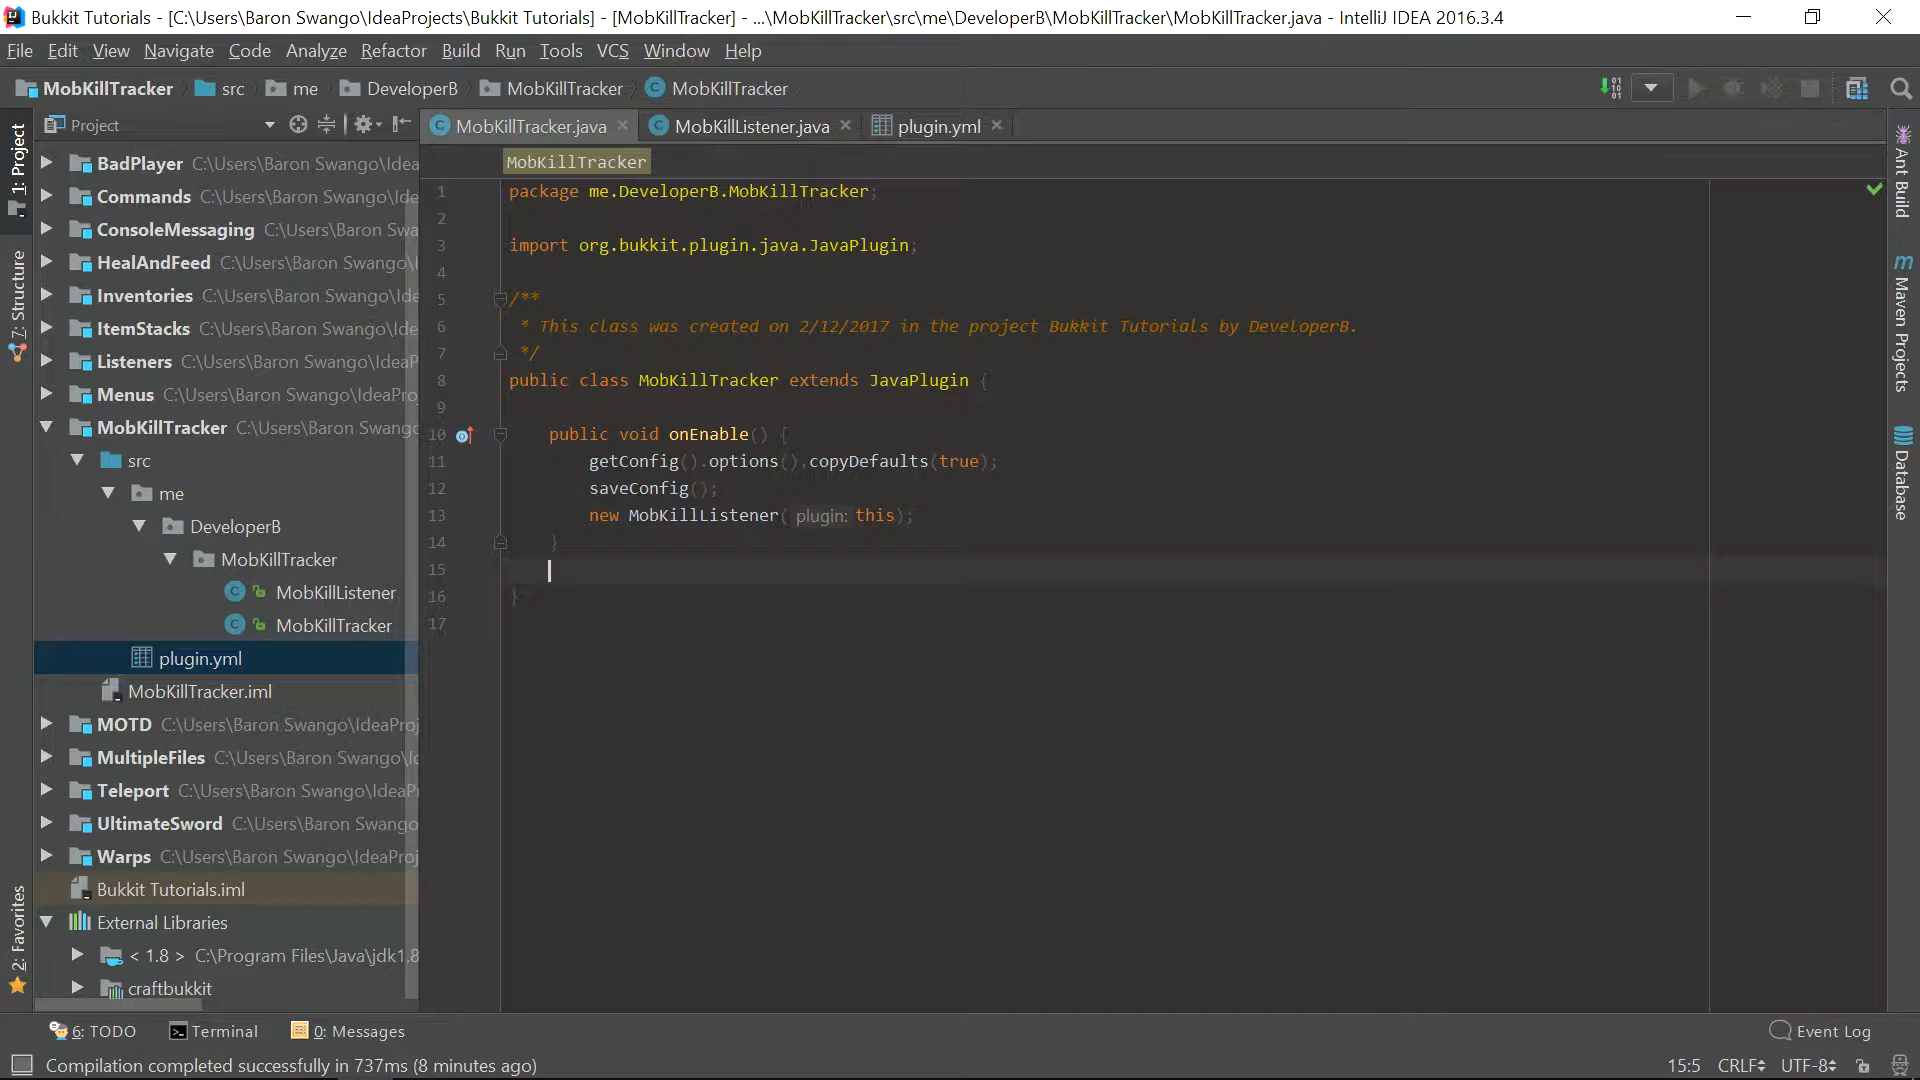 Bukkit Tutorials - [C:\Users\Baron Swango\IdeaProjects\Bukkit Tutorials] - [MobKillTracker] - ...\MobKillTracker\src\me\DeveloperB\MobKillTracker\MobKillTracker.java - IntelliJ IDEA 2016.3.4
File Edit View Navigate Code Analyze Refactor Build Run Tools VCS Window Help
MobKillTracker src me DeveloperB MobKillTracker MobKillTracker
Project
MobKillTracker.java MobKillListener.java plugin.yml
1: Project
7: Structure
2: Favorites
BadPlayer C:\Users\Baron Swango\Idea
Commands C:\Users\Baron Swango\Ide
ConsoleMessaging C:\Users\Baron Swa
HealAndFeed C:\Users\Baron Swango\I
Inventories C:\Users\Baron Swango\Ide
ItemStacks C:\Users\Baron Swango\Idea
Listeners C:\Users\Baron Swango\IdeaP
Menus C:\Users\Baron Swango\IdeaPro
MobKillTracker C:\Users\Baron Swang
src
me
DeveloperB
MobKillTracker
MobKillListener
MobKillTracker
plugin.yml
MobKillTracker.iml
MOTD C:\Users\Baron Swango\IdeaProj
MultipleFiles C:\Users\Baron Swango\Ic
Teleport C:\Users\Baron Swango\IdeaP
UltimateSword C:\Users\Baron Swango
Warps C:\Users\Baron Swango\IdeaProj
Bukkit Tutorials.iml
External Libraries
< 1.8 > C:\Program Files\Java\jdk1.8
craftbukkit
MobKillTracker
1 package me.DeveloperB.MobKillTracker;
2
3 import org.bukkit.plugin.java.JavaPlugin;
4
5 /**
6 * This class was created on 2/12/2017 in the project Bukkit Tutorials by DeveloperB.
7 */
8 public class MobKillTracker extends JavaPlugin {
9
10 public void onEnable() {
11 getConfig().options().copyDefaults(true);
12 saveConfig();
13 new MobKillListener( plugin: this);
14 }
15
16 }
17
Ant Build
Maven Projects
Database
6: TODO Terminal 0: Messages Event Log
Compilation completed successfully in 737ms (8 minutes ago) 15:5 CRLF UTF-8